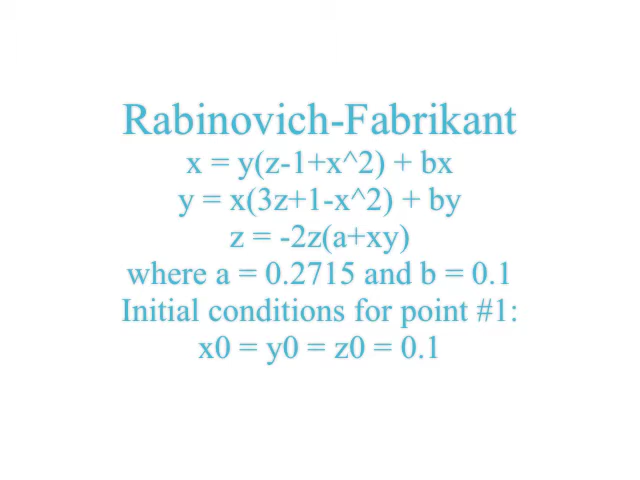 Rabinovich-Fabrikant
x = y(z-1+x^2) + bx
y = x(3z+1-x^2) + by
z = -2z(a+xy)
where a = 0.2715 and b = 0.1
Initial conditions for point #1:
x0 = y0 = z0 = 0.1